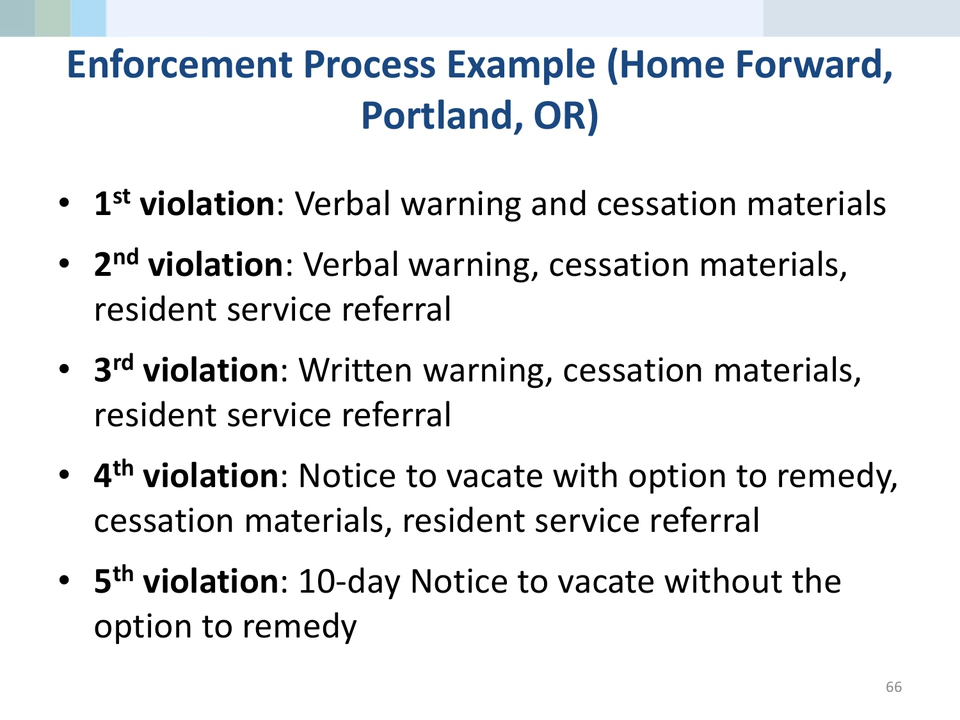 Enforcement Process Example (Home Forward,
Portland, OR)
• 1st violation: Verbal warning and cessation materials
• 2nd violation: Verbal warning, cessation materials,
resident service referral
• 3rd violation: Written warning, cessation materials,
resident service referral
• 4th violation: Notice to vacate with option to remedy,
cessation materials, resident service referral
• 5th violation: 10-day Notice to vacate without the
option to remedy
66